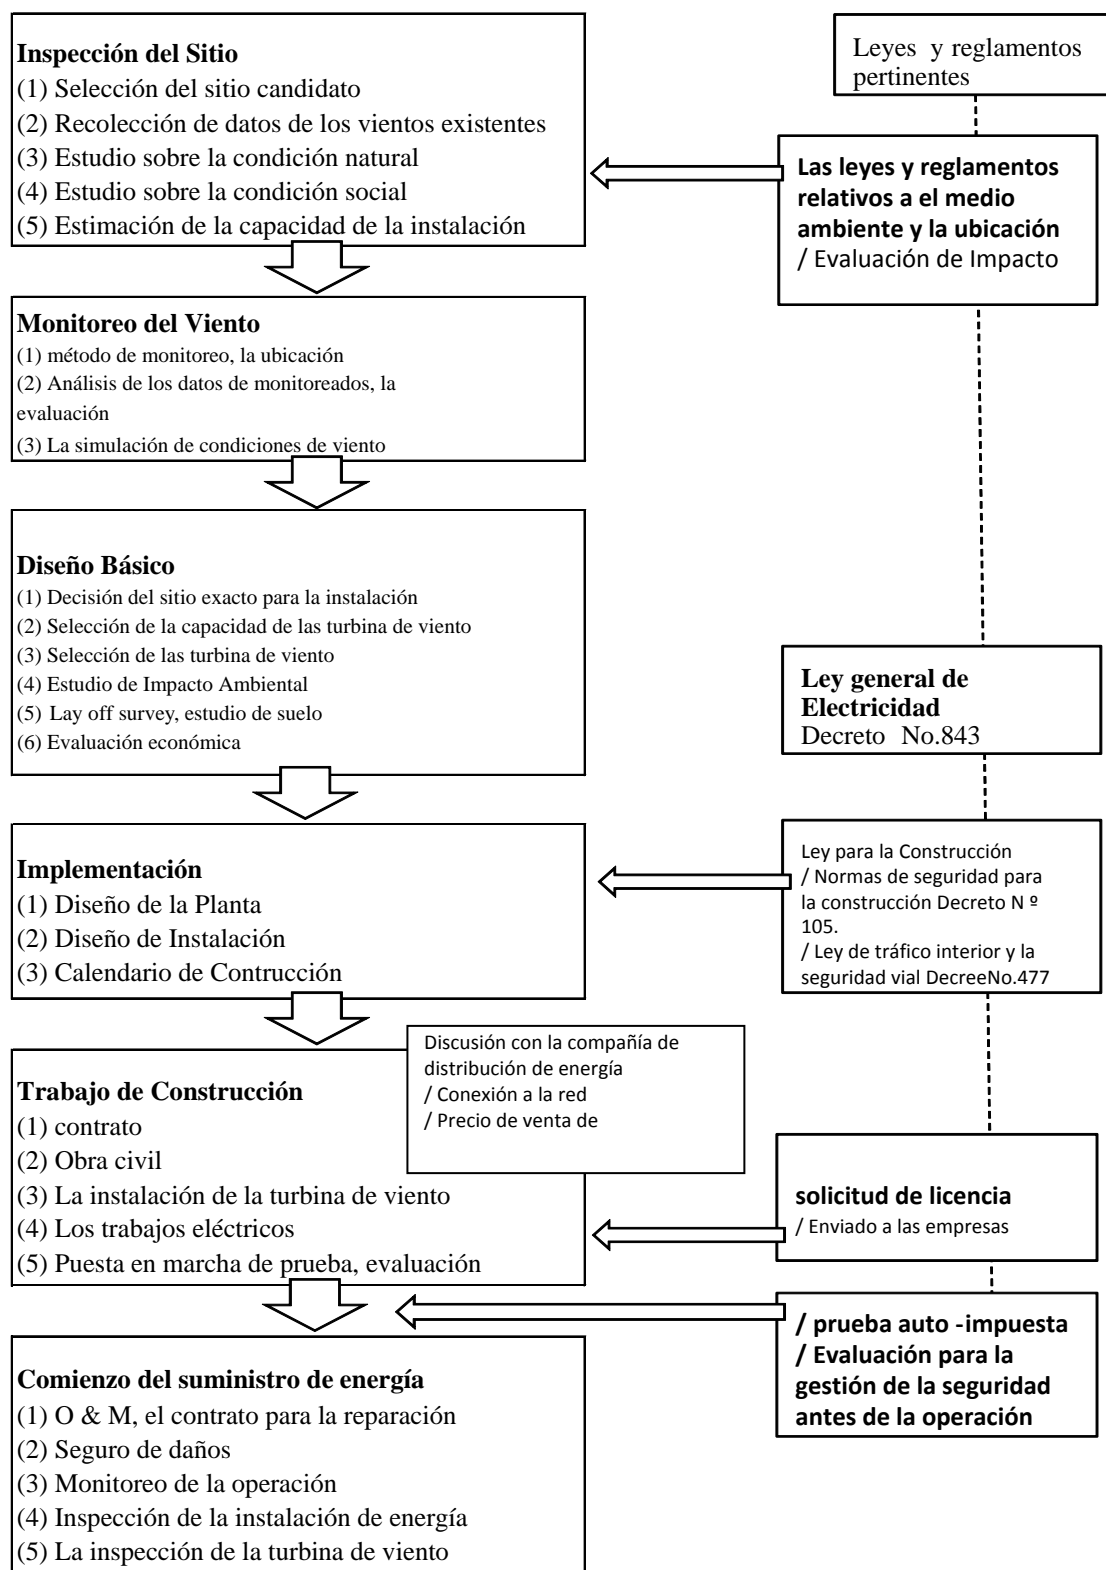 Inspección del Sitio
(1) Selección del sitio candidato
(2) Recolección de datos de los vientos existentes
(3) Estudio sobre la condición natural
(4) Estudio sobre la condición social
(5) Estimación de la capacidad de la instalación
Leyes y reglamentos
pertinentes
Las leyes y reglamentos
relativos a el medio
ambiente y la ubicación
/ Evaluación de Impacto
Monitoreo del Viento
(1) método de monitoreo, la ubicación
(2) Análisis de los datos de monitoreados, la
evaluación
(3) La simulación de condiciones de viento
Diseño Básico
(1) Decisión del sitio exacto para la instalación
(2) Selección de la capacidad de las turbina de viento
(3) Selección de las turbina de viento
(4) Estudio de Impacto Ambiental
(5) Lay off survey, estudio de suelo
(6) Evaluación económica
Ley general de
Electricidad
Decreto No.843
Implementación
(1) Diseño de la Planta
(2) Diseño de Instalación
(3) Calendario de Contrucción
Ley para la Construcción
/ Normas de seguridad para
la construcción Decreto N º
105.
/ Ley de tráfico interior y la
seguridad vial DecreeNo.477
Discusión con la compañía de
distribución de energía
/ Conexión a la red
/ Precio de venta de
Trabajo de Construcción
(1) contrato
(2) Obra civil
(3) La instalación de la turbina de viento
(4) Los trabajos eléctricos
(5) Puesta en marcha de prueba, evaluación
solicitud de licencia
/ Enviado a las empresas
/ prueba auto -impuesta
/ Evaluación para la
gestión de la seguridad
antes de la operación
Comienzo del suministro de energía
(1) O & M, el contrato para la reparación
(2) Seguro de daños
(3) Monitoreo de la operación
(4) Inspección de la instalación de energía
(5) La inspección de la turbina de viento